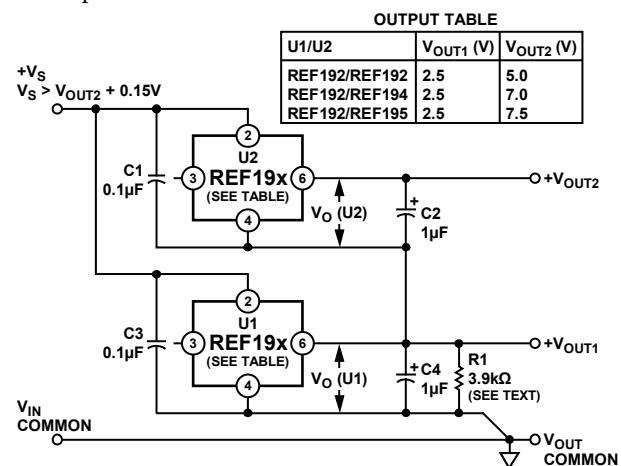 OUTPUT TABLE
U1/U2 VOUT1 (V) VOUT2 (V)
REF192/REF192 2.5 5.0
REF192/REF194 2.5 7.0
REF192/REF195 2.5 7.5
+VS
VS > VOUT2 + 0.15V
2
U2
C1
0.1µF
3 REF19x 6
(SEE TABLE)
4
VO (U2)
+
C2
1µF
+VOUT2
2
U1
C3
0.1µF
3 REF19x 6
(SEE TABLE)
4
VO (U1)
+
C4
1µF
R1
3.9kΩ
(SEE TEXT)
+VOUT1
VIN
COMMON
VOUT
COMMON